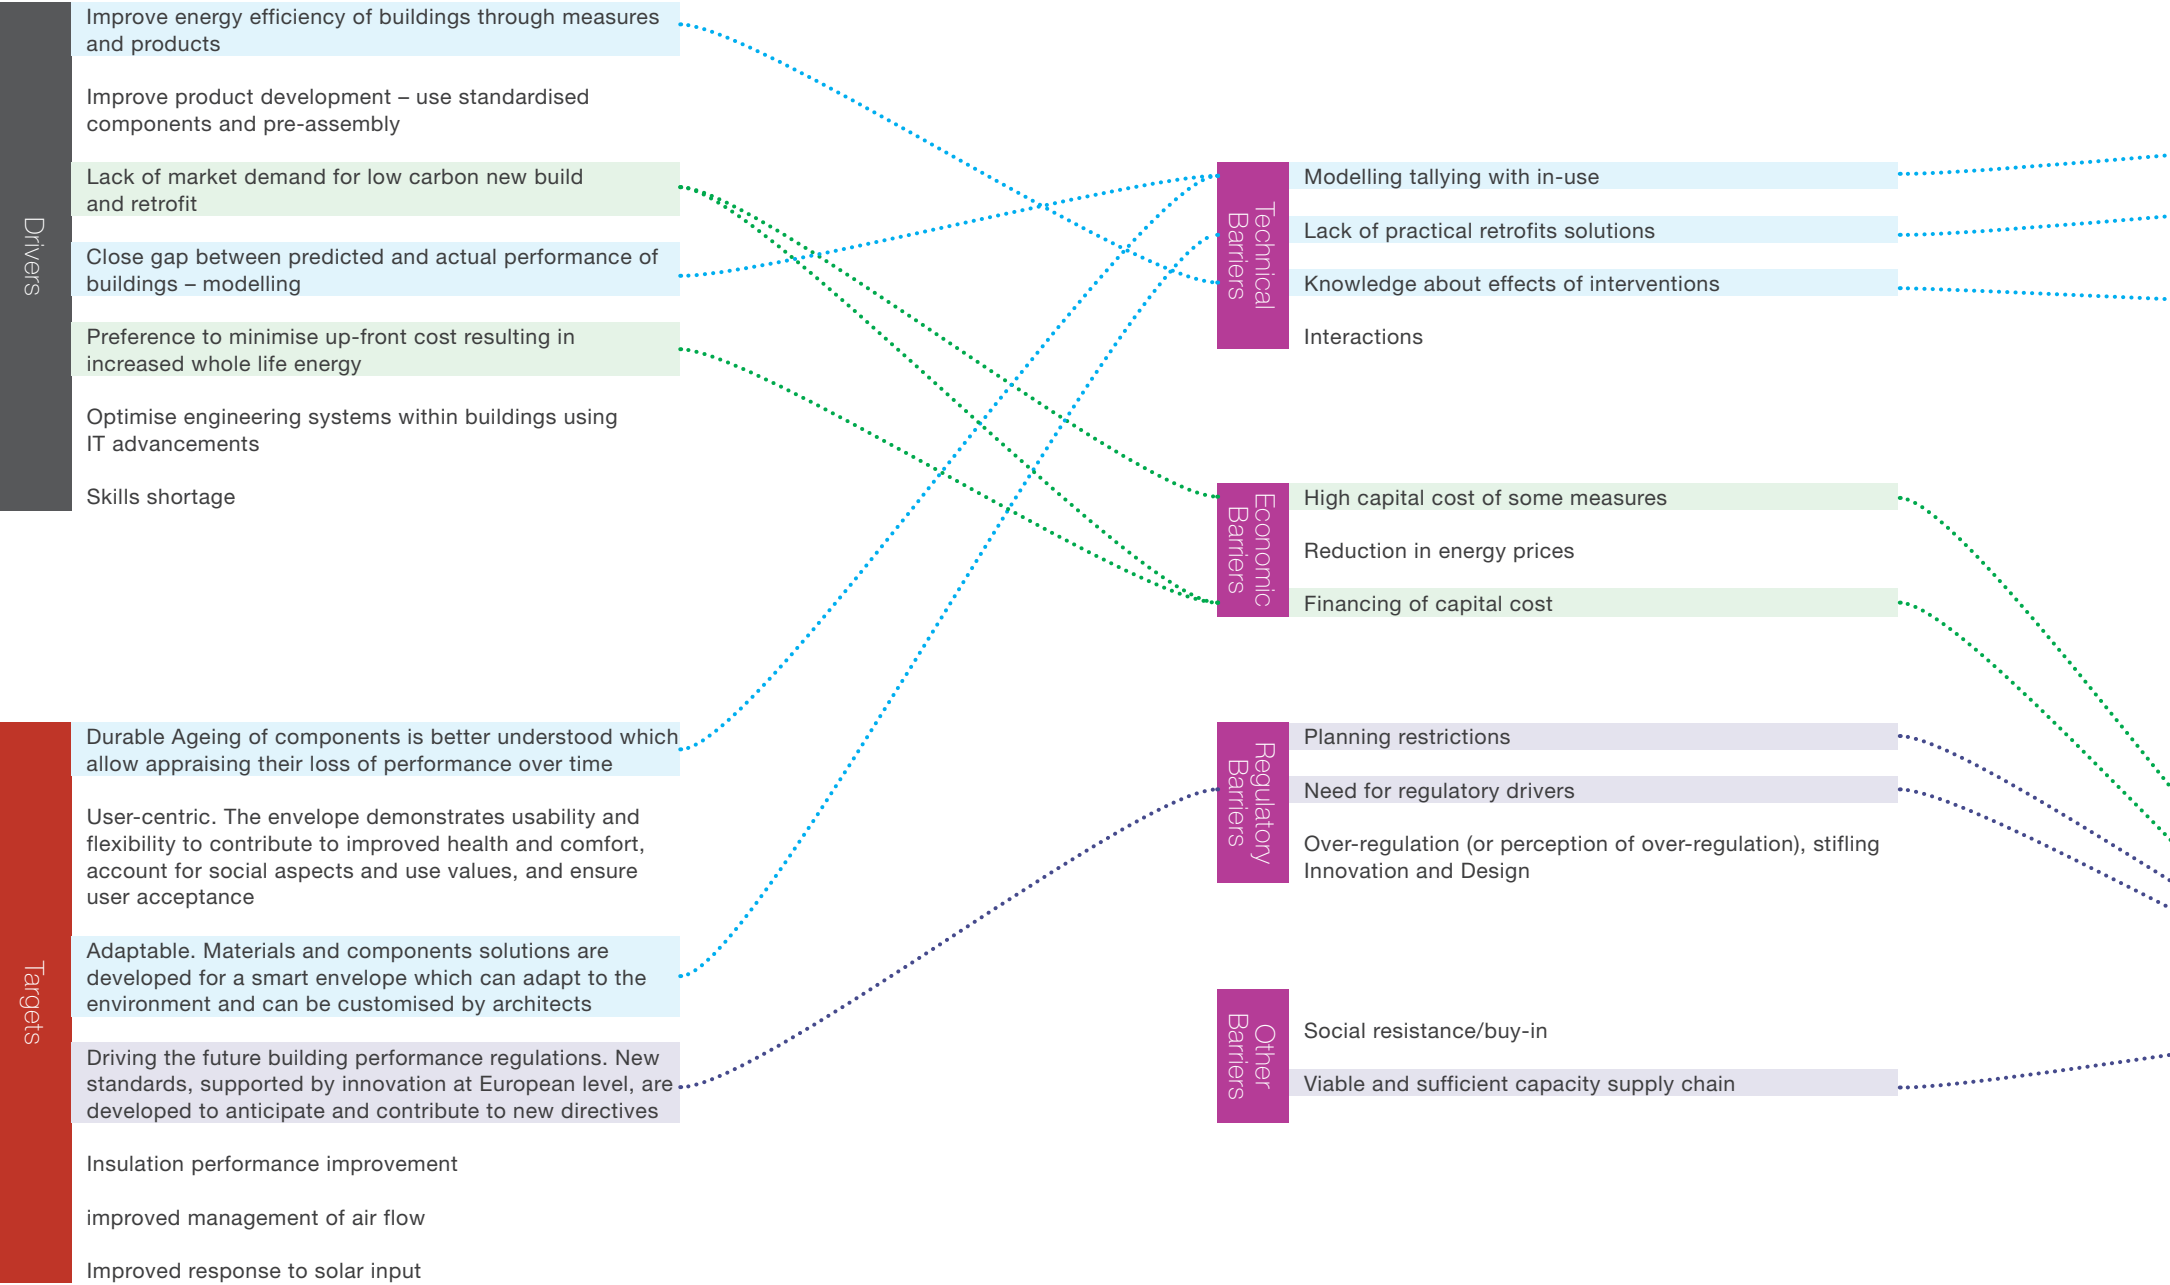 Drivers
Improve energy efficiency of buildings through measures
and products
Improve product development – use standardised
components and pre-assembly
Lack of market demand for low carbon new build
and retrofit
Close gap between predicted and actual performance of
buildings – modelling
Preference to minimise up-front cost resulting in
increased whole life energy
Optimise engineering systems within buildings using
IT advancements
Skills shortage
Targets
Durable Ageing of components is better understood which
allow appraising their loss of performance over time
User-centric. The envelope demonstrates usability and
flexibility to contribute to improved health and comfort,
account for social aspects and use values, and ensure
user acceptance
Adaptable. Materials and components solutions are
developed for a smart envelope which can adapt to the
environment and can be customised by architects
Driving the future building performance regulations. New
standards, supported by innovation at European level, are
developed to anticipate and contribute to new directives
Insulation performance improvement
improved management of air flow
Improved response to solar input
Technical
Barriers
Modelling tallying with in-use
Lack of practical retrofits solutions
Knowledge about effects of interventions
Interactions
Economic
Barriers
High capital cost of some measures
Reduction in energy prices
Financing of capital cost
Regulatory
Barriers
Planning restrictions
Need for regulatory drivers
Over-regulation (or perception of over-regulation), stifling
Innovation and Design
Other
Barriers
Social resistance/buy-in
Viable and sufficient capacity supply chain